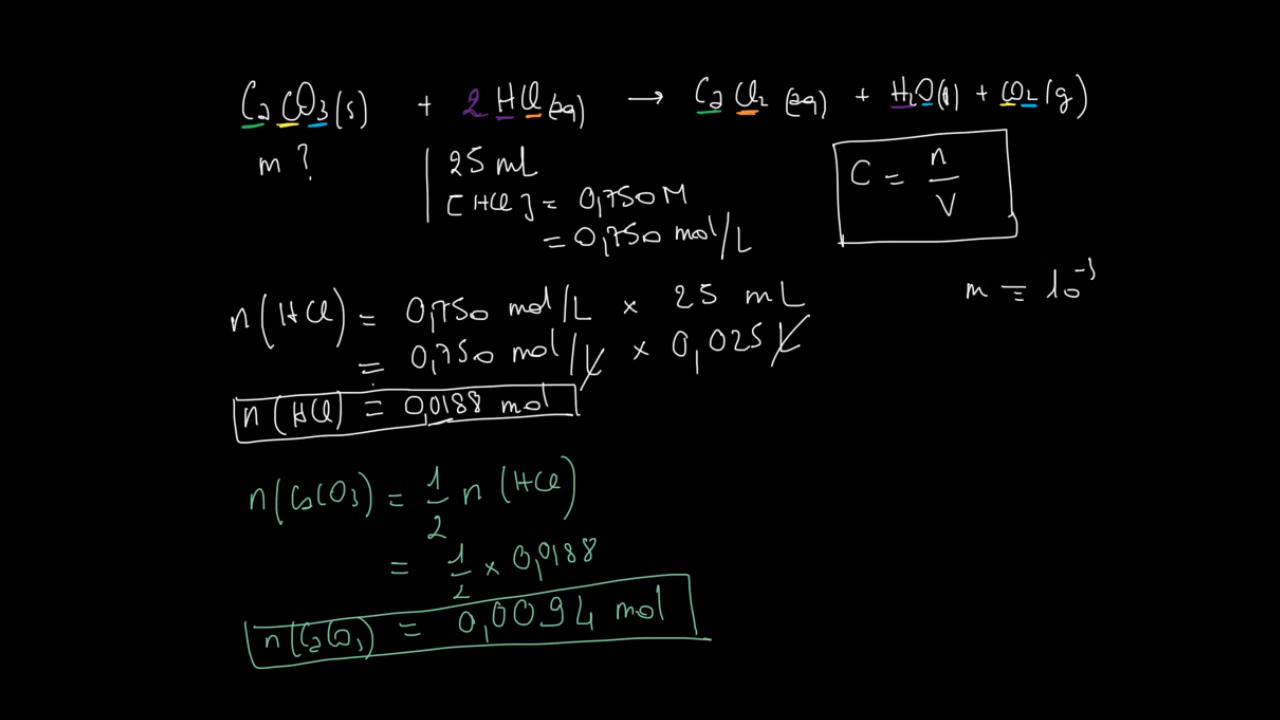 CaCO3(s) + 2 HCl(aq) → CaCl2(aq) + H2O(l) + CO2(g)
m ?
25 mL
[HCl] = 0,750 M
= 0,750 mol/L
C = n/V
m = 10⁻³
n(HCl) = 0,750 mol/L × 25 mL
= 0,750 mol/L × 0,025 L
n(HCl) = 0,0188 mol
n(CaCO3) = 1/2 n(HCl)
= 1/2 × 0,0188
n(CaCO3) = 0,0094 mol